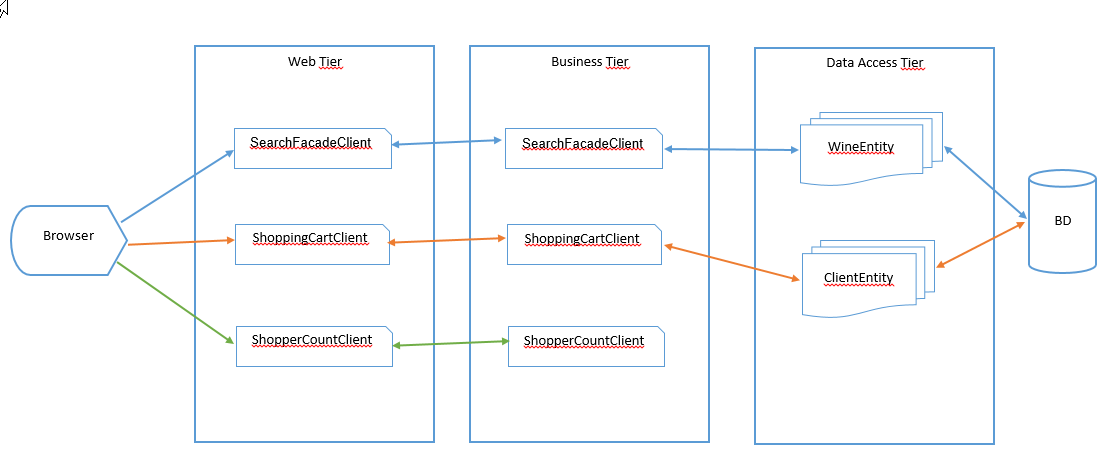 Web Tier
Business Tier
Data Access Tier
SearchFacadeClient
SearchFacadeClient
WineEntity
Browser
ShoppingCartClient
ShoppingCartClient
BD
ClientEntity
ShopperCountClient
ShopperCountClient